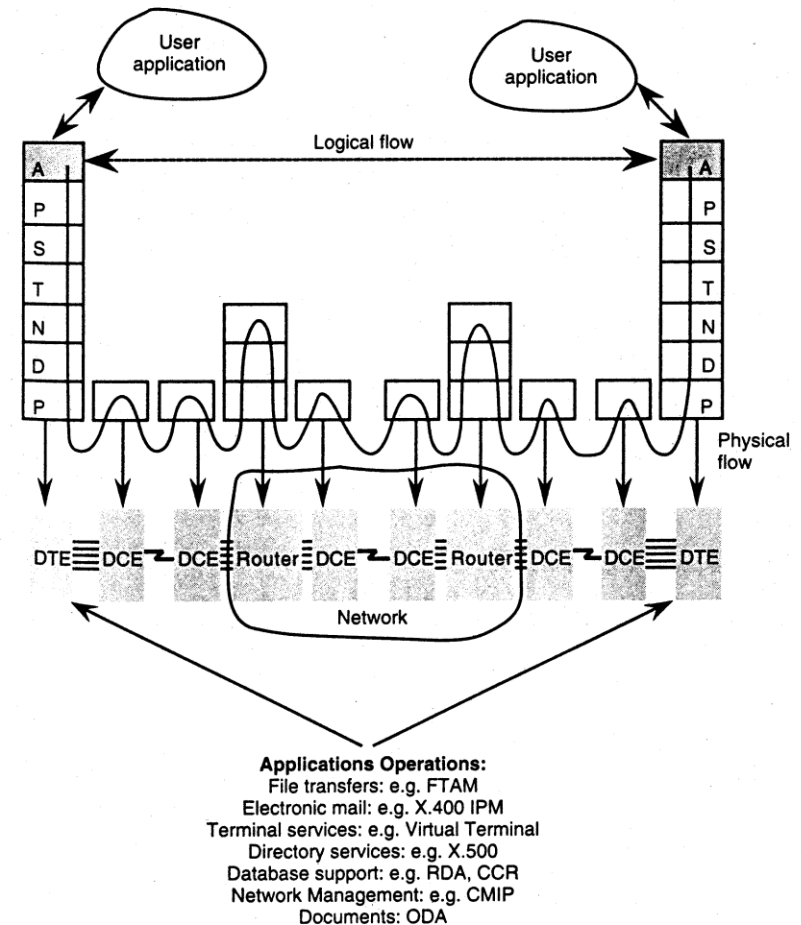 User
application
User
application
Logical flow
A
P
S
T
N
D
P
A
P
S
T
N
D
P
Physical
flow
DTE DCE DCE Router DCE DCE Router DCE DCE DTE
Network
Applications Operations:
File transfers: e.g. FTAM
Electronic mail: e.g. X.400 IPM
Terminal services: e.g. Virtual Terminal
Directory services: e.g. X.500
Database support: e.g. RDA, CCR
Network Management: e.g. CMIP
Documents: ODA